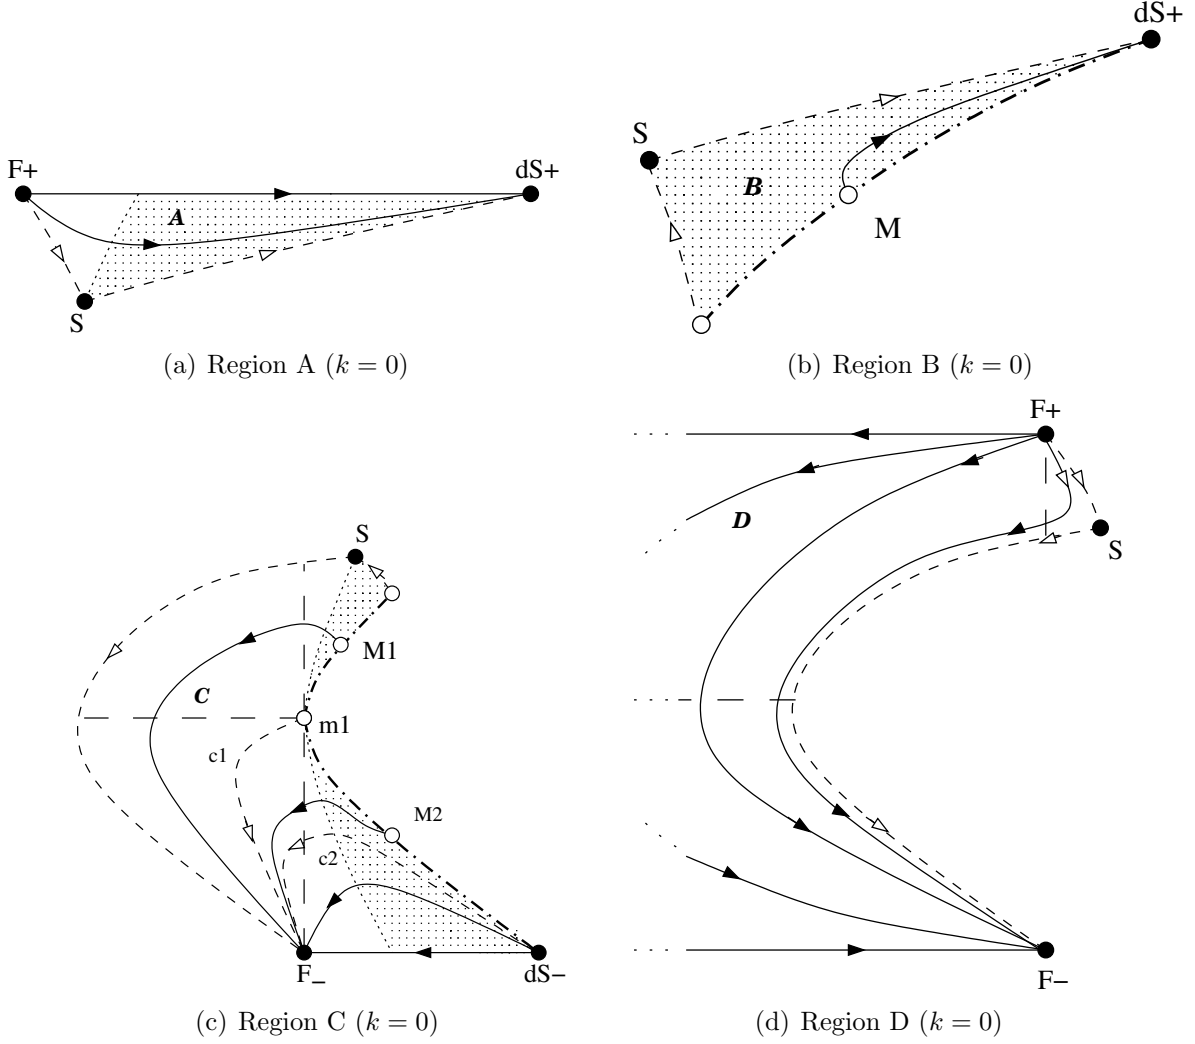 dS+
F+
dS+
A
S
S
B
M
(a) Region A (k = 0)
(b) Region B (k = 0)
F+
D
S
S
M1
C
m1
c1
M2
c2
F_
dS−
F−
(c) Region C (k = 0)
(d) Region D (k = 0)